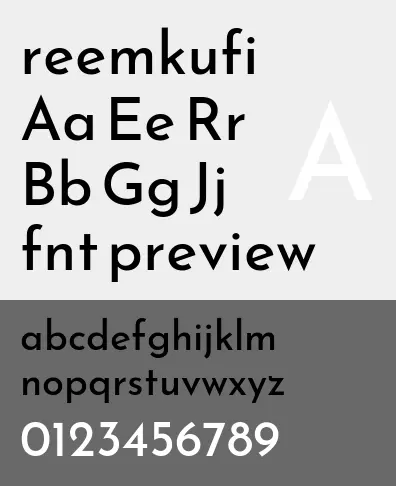 reemkufi
Aa Ee Rr
A
Bb Gg Jj
fnt preview
abcdefghijklm
nopqrstuvwxyz
0123456789